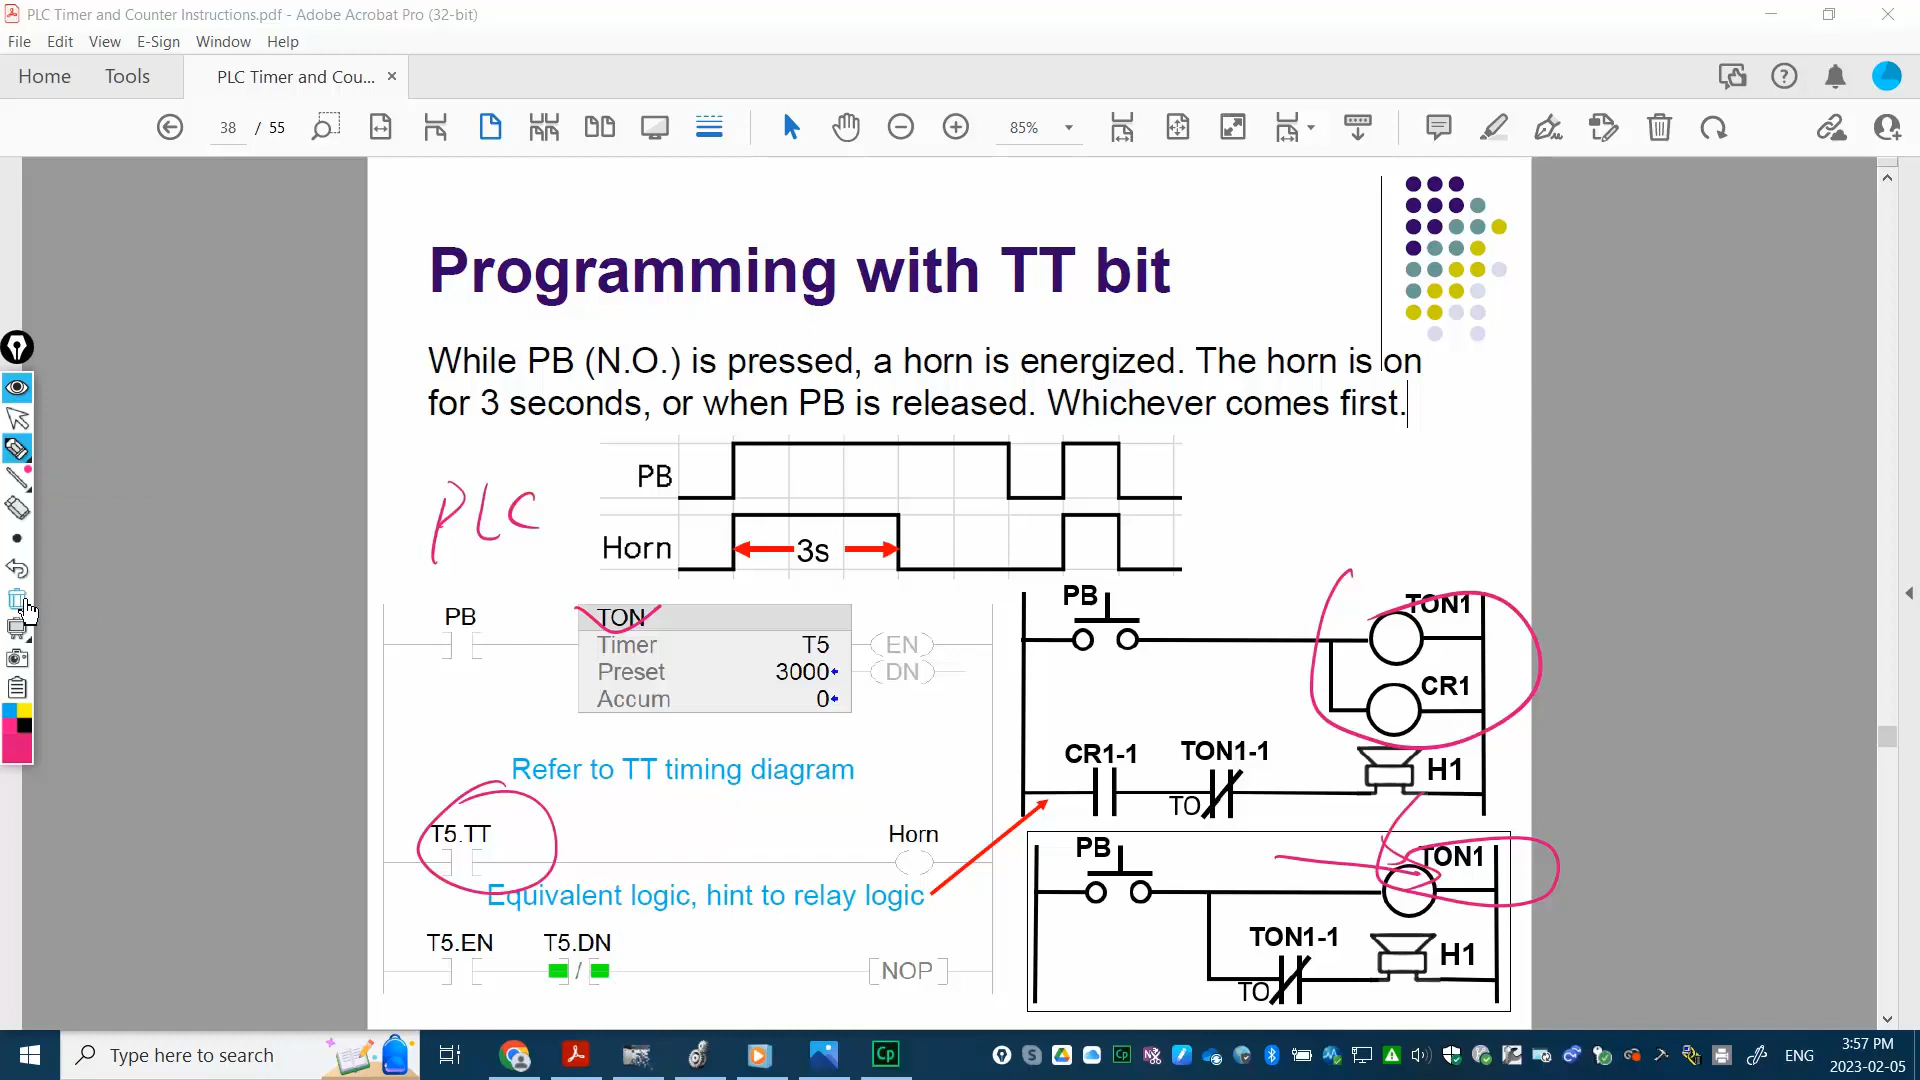 PLC Timer and Counter Instructions.pdf - Adobe Acrobat Pro (32-bit)
File Edit View E-Sign Window Help
Home Tools PLC Timer and Cou... ×
38 / 55 85%
Programming with TT bit
While PB (N.O.) is pressed, a horn is energized. The horn is on
for 3 seconds, or when PB is released. Whichever comes first.
PLC
PB
Horn
3s
PB
TON
Timer T5
Preset 3000
Accum 0
EN
DN
Refer to TT timing diagram
T5.TT
Horn
Equivalent logic, hint to relay logic
T5.EN T5.DN
NOP
PB TON1
CR1
CR1-1 TON1-1
TO
H1
PB TON1
TON1-1
TO
H1
Type here to search
Cp
ENG
3:57 PM
2023-02-05